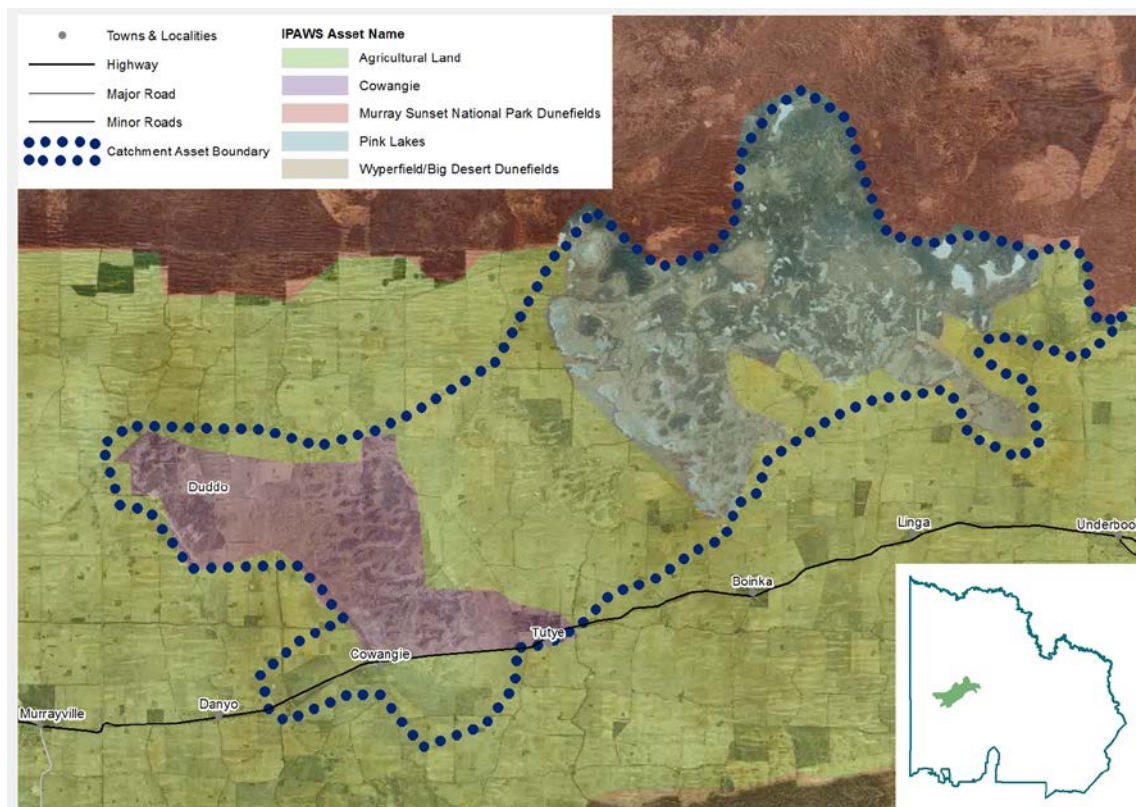 Towns & Localities
Highway
Major Road
Minor Roads
Catchment Asset Boundary
IPAWS Asset Name
Agricultural Land
Cowangie
Murray Sunset National Park Dunefields
Pink Lakes
Wyperfield/Big Desert Dunefields
Duddo
Linga
Underboo
Boinka
Tutye
Cowangie
Danyo
Murrayville